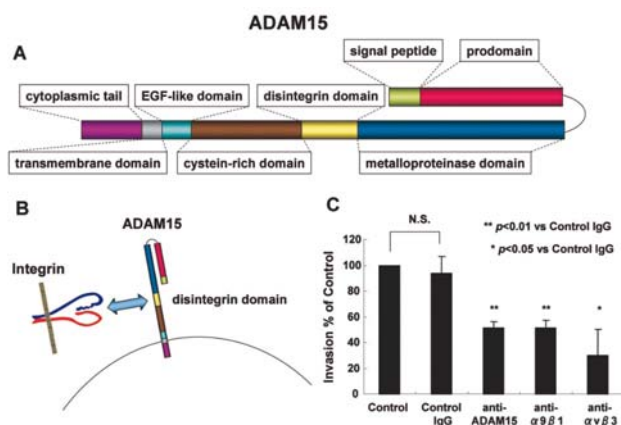 ADAM15
A
signal peptide
prodomain
cytoplasmic tail
EGF-like domain
disintegrin domain
transmembrane domain
cystein-rich domain
metalloproteinase domain
B
ADAM15
Integrin
disintegrin domain
C
N.S.
** p<0.01 vs Control IgG
* p<0.05 vs Control IgG
Invasion % of Control
120
100
80
60
40
20
0
**
**
*
Control
Control IgG
anti-ADAM15
anti-α9β1
anti-αvβ3